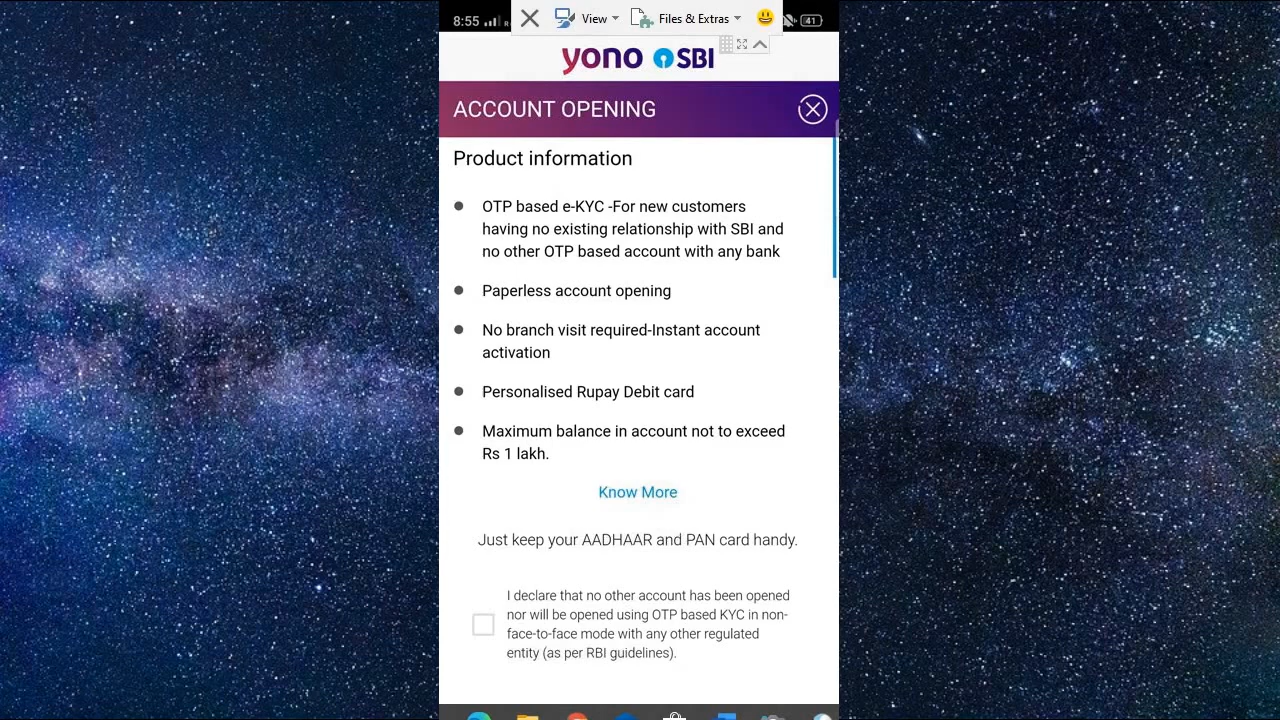 8:55
View
Files & Extras
41
yono SBI
ACCOUNT OPENING
Product information
OTP based e-KYC -For new customers
having no existing relationship with SBI and
no other OTP based account with any bank
Paperless account opening
No branch visit required-Instant account
activation
Personalised Rupay Debit card
Maximum balance in account not to exceed
Rs 1 lakh.
Know More
Just keep your AADHAAR and PAN card handy.
I declare that no other account has been opened
nor will be opened using OTP based KYC in non-
face-to-face mode with any other regulated
entity (as per RBI guidelines).